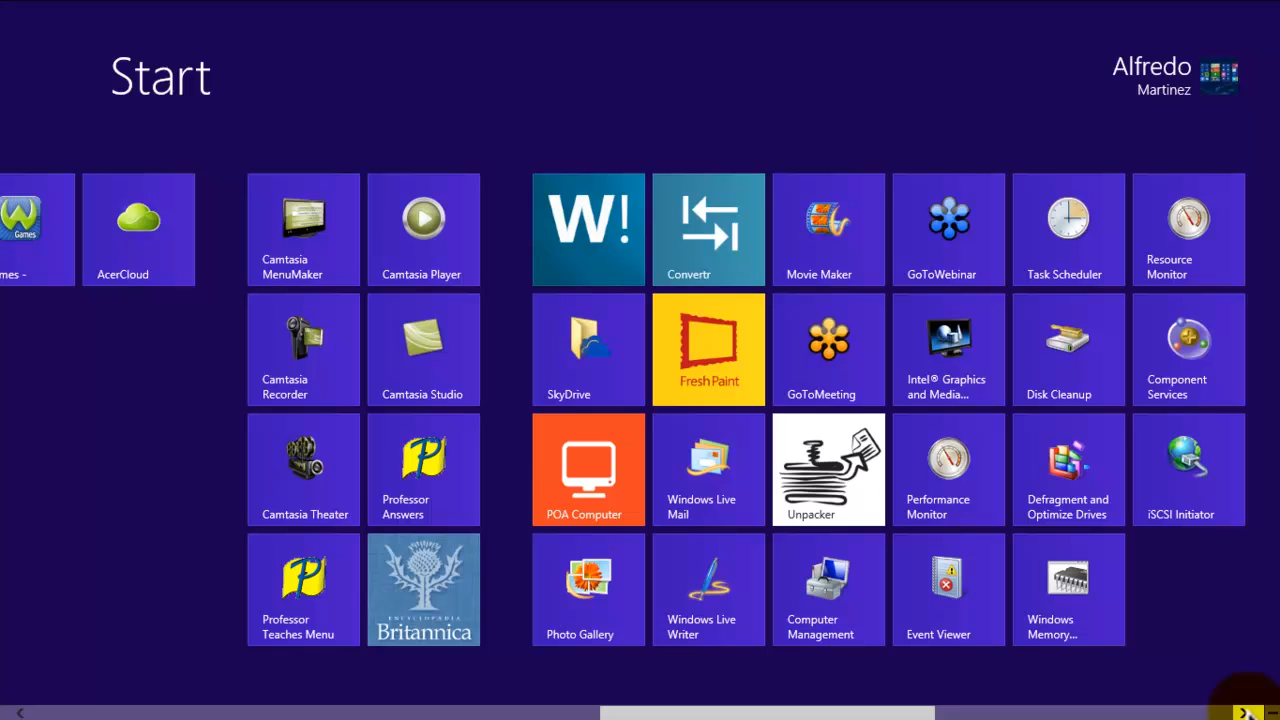 Start
Alfredo
Martinez
Games
mes -
AcerCloud
Camtasia
MenuMaker
Camtasia Player
W!
Convertr
Movie Maker
GoToWebinar
Task Scheduler
Resource
Monitor
Camtasia
Recorder
Camtasia Studio
SkyDrive
Fresh Paint
GoToMeeting
Intel® Graphics
and Media...
Disk Cleanup
Component
Services
Camtasia Theater
P
Professor
Answers
POA Computer
Windows Live
Mail
Unpacker
Performance
Monitor
Defragment and
Optimize Drives
iSCSI Initiator
P
Professor
Teaches Menu
ENCYCLOPÆDIA
Britannica
Photo Gallery
Windows Live
Writer
Computer
Management
Event Viewer
Windows
Memory...